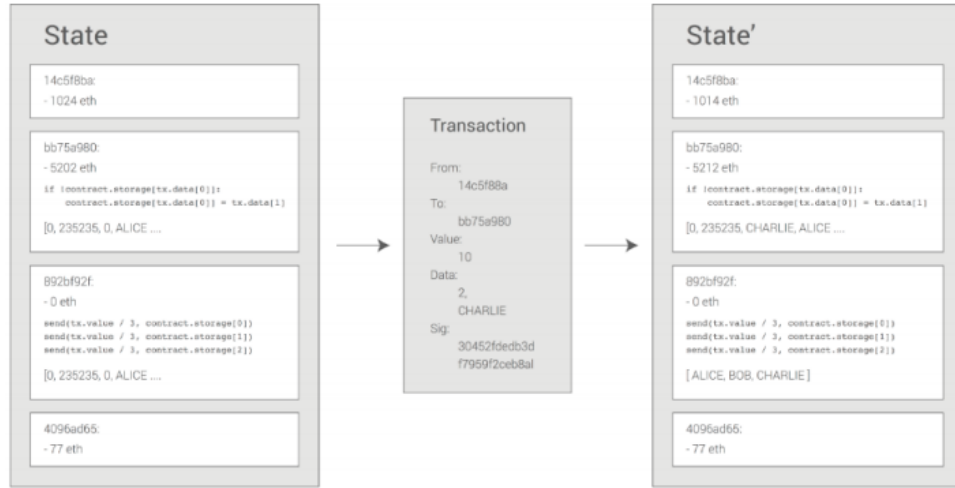 State
14c5f8ba:
- 1024 eth
bb75a980:
- 5202 eth
if !contract.storage[tx.data[0]]:
contract.storage[tx.data[0]] = tx.data[1]
[0, 235235, 0, ALICE ....
892bf92f:
- 0 eth
send(tx.value / 3, contract.storage[0])
send(tx.value / 3, contract.storage[1])
send(tx.value / 3, contract.storage[2])
[0, 235235, 0, ALICE ....
4096ad65:
- 77 eth
Transaction
From:
14c5f88a
To:
bb75a980
Value:
10
Data:
2,
CHARLIE
Sig:
30452fdedb3d
f7959f2ceb8a1
State’
14c5f8ba:
- 1014 eth
bb75a980:
- 5212 eth
if !contract.storage[tx.data[0]]:
contract.storage[tx.data[0]] = tx.data[1]
[0, 235235, CHARLIE, ALICE ....
892bf92f:
- 0 eth
send(tx.value / 3, contract.storage[0])
send(tx.value / 3, contract.storage[1])
send(tx.value / 3, contract.storage[2])
[ ALICE, BOB, CHARLIE ]
4096ad65:
- 77 eth